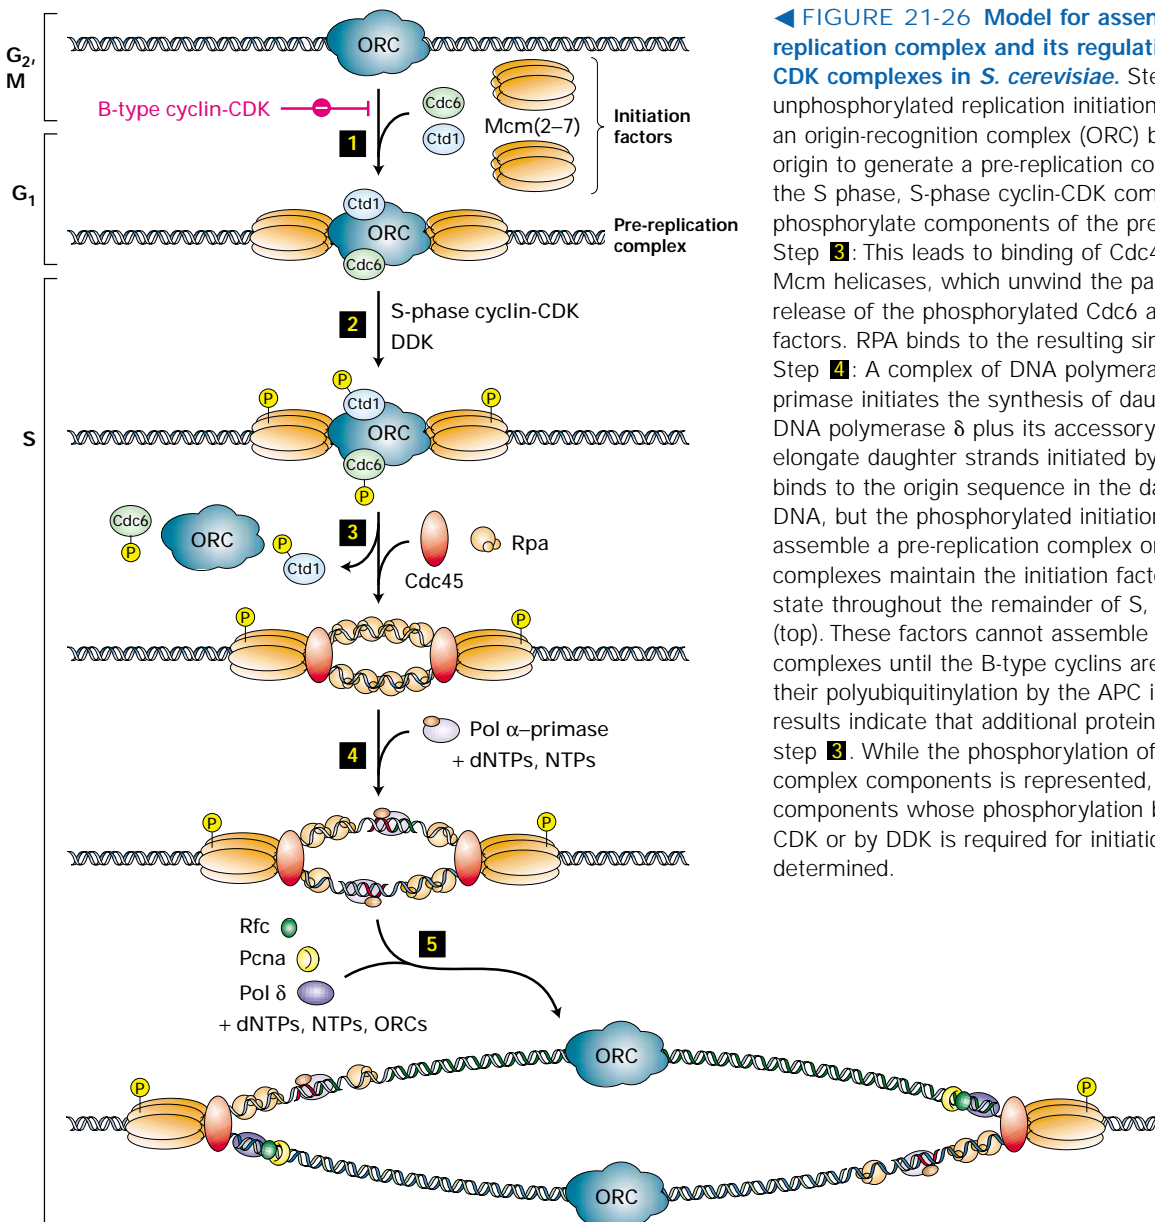 G2, M
ORC
B-type cyclin-CDK
Cdc6
Ctd1
Mcm(2–7)
Initiation
factors
1
G1
Ctd1
ORC
Cdc6
Pre-replication
complex
2
S-phase cyclin-CDK
DDK
S
P
P
P
Ctd1
ORC
Cdc6
P
Cdc6
P
ORC
P
Ctd1
3
Cdc45
Rpa
P
P
4
Pol α–primase
+ dNTPs, NTPs
P
P
Rfc
Pcna
Pol δ
+ dNTPs, NTPs, ORCs
5
ORC
P
P
ORC
◀ FIGURE 21-26 Model for assem
replication complex and its regulati
CDK complexes in S. cerevisiae. Ste
unphosphorylated replication initiation
an origin-recognition complex (ORC) b
origin to generate a pre-replication co
the S phase, S-phase cyclin-CDK com
phosphorylate components of the pre
Step 3: This leads to binding of Cdc4
Mcm helicases, which unwind the pa
release of the phosphorylated Cdc6 a
factors. RPA binds to the resulting sin
Step 4: A complex of DNA polymera
primase initiates the synthesis of dau
DNA polymerase δ plus its accessory
elongate daughter strands initiated by
binds to the origin sequence in the da
DNA, but the phosphorylated initiation
assemble a pre-replication complex or
complexes maintain the initiation facto
state throughout the remainder of S,
(top). These factors cannot assemble
complexes until the B-type cyclins are
their polyubiquitinylation by the APC i
results indicate that additional protein
step 3. While the phosphorylation of
complex components is represented,
components whose phosphorylation b
CDK or by DDK is required for initiatio
determined.